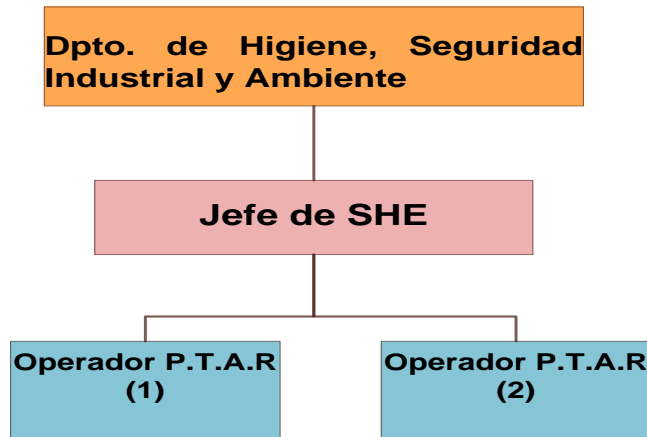 Dpto. de Higiene, Seguridad
Industrial y Ambiente
Jefe de SHE
Operador P.T.A.R
(1)
Operador P.T.A.R
(2)